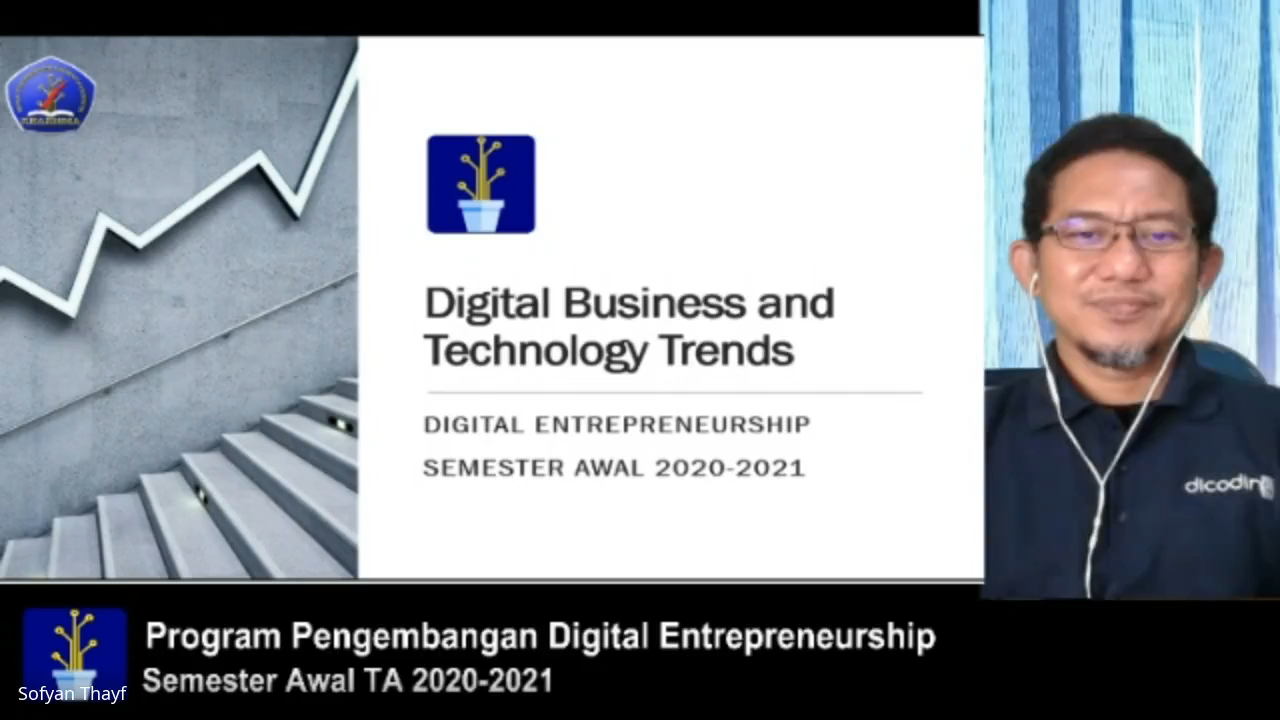 Digital Business and
Technology Trends
DIGITAL ENTREPRENEURSHIP
SEMESTER AWAL 2020-2021
Program Pengembangan Digital Entrepreneurship
Semester Awal TA 2020-2021
Sofyan Thayf